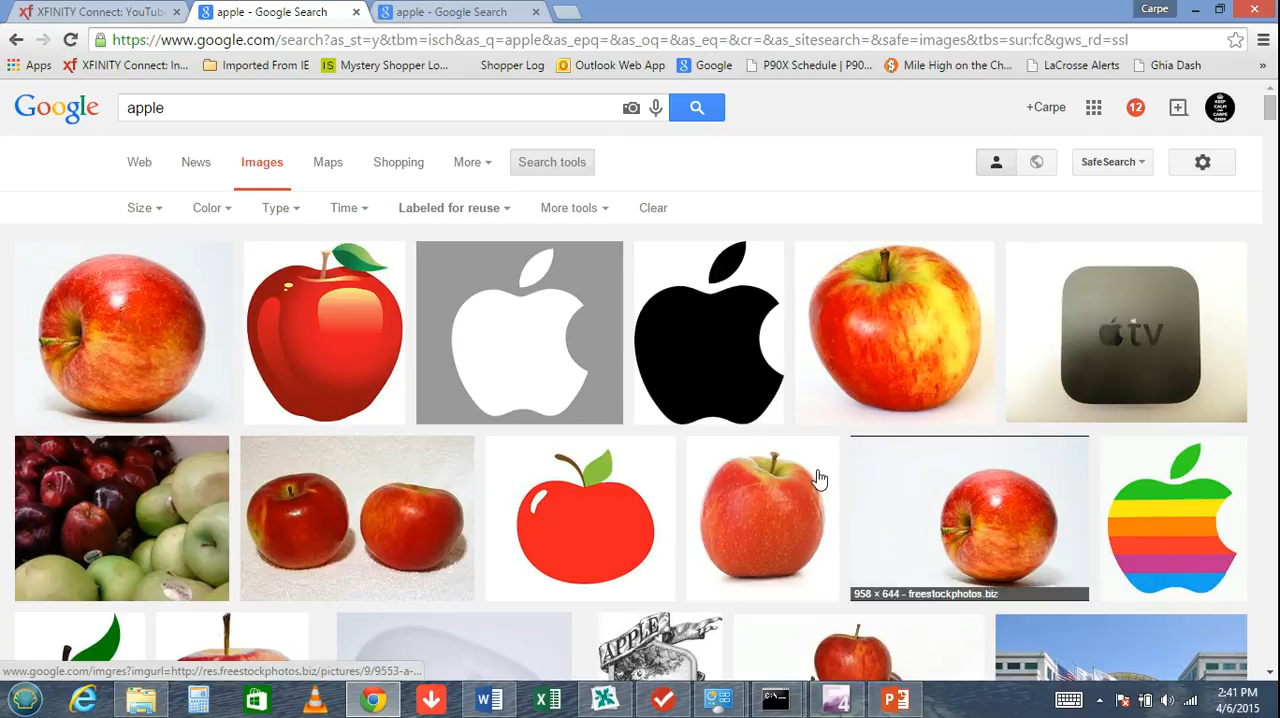 XFINITY Connect: YouTub
apple - Google Search
apple - Google Search
Carpe
https://www.google.com/search?as_st=y&tbm=isch&as_q=apple&as_epq=&as_oq=&as_eq=&cr=&as_sitesearch=&safe=images&tbs=sur:fc&gws_rd=ssl
Apps
XFINITY Connect: In...
Imported From IE
IS
Mystery Shopper Lo...
Shopper Log
Outlook Web App
Google
P90X Schedule | P90...
Mile High on the Ch...
LaCrosse Alerts
Ghia Dash
»
Google
apple
+Carpe
12
Web
News
Images
Maps
Shopping
More
Search tools
SafeSearch
Size
Color
Type
Time
Labeled for reuse
More tools
Clear
tv
958 × 644 - freestockphotos.biz
APPLE
www.google.com/imgres?imgurl=http://res.freestockphotos.biz/pictures/9/9553-a-...
2:41 PM
4/6/2015